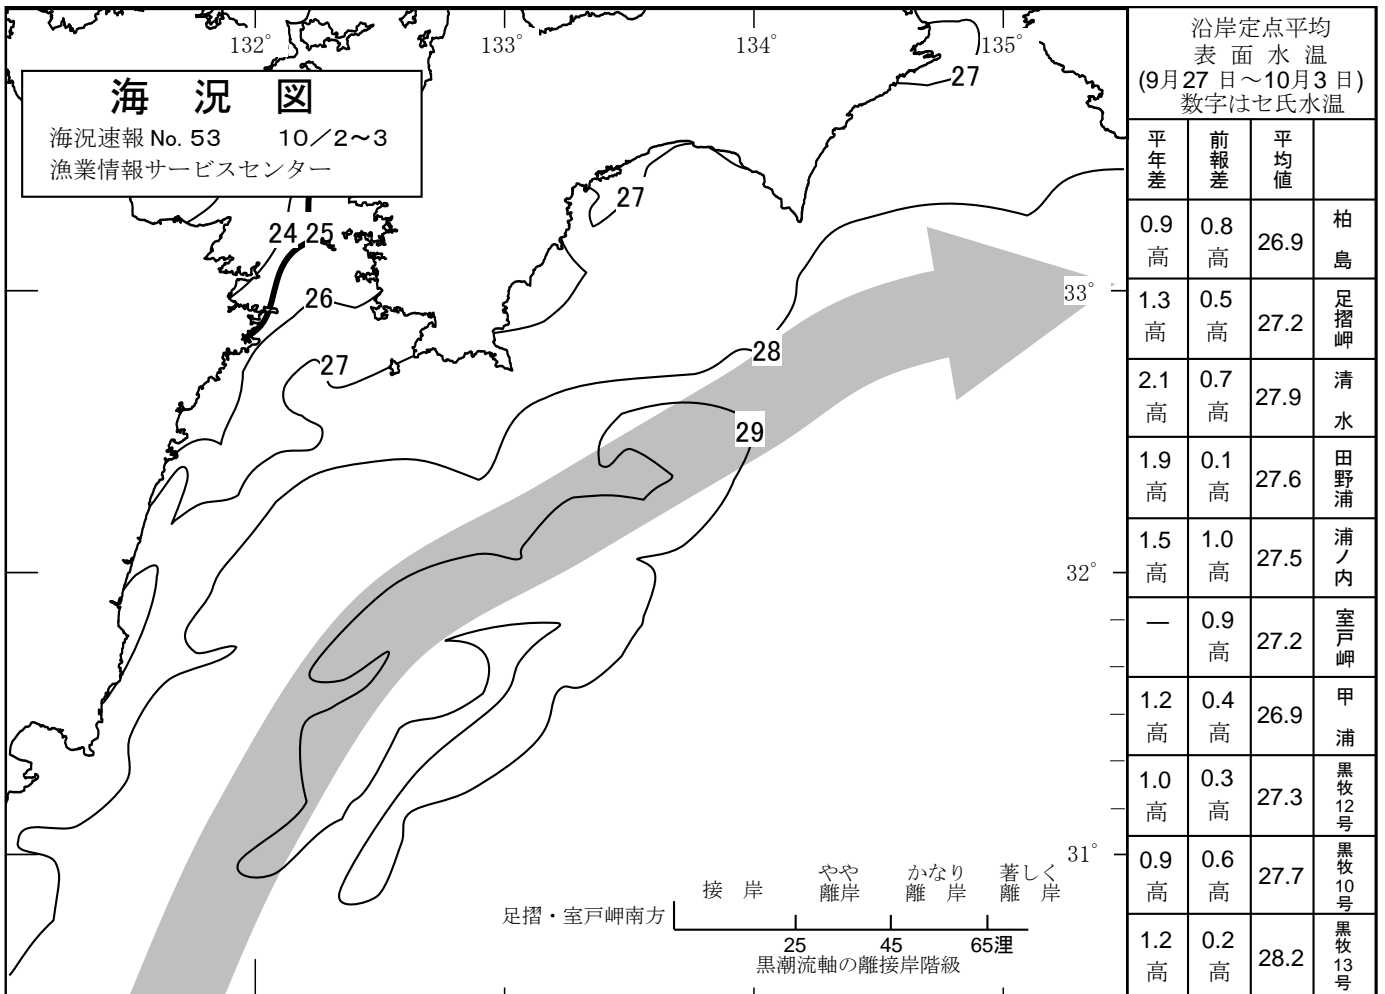 132°
133°
134°
135°
海況図
海況速報 No. 53 10／2～3
漁業情報サービスセンター
27
27
24 25
26
27
28
29
33°
32°
31°
接岸 やや離岸 かなり離岸 著しく離岸
足摺・室戸岬南方
25 45 65浬
黒潮流軸の離接岸階級
沿岸定点平均
表面水温
(9月27日～10月3日)
数字はセ氏水温
平年差 前報差 平均値
0.9高 0.8高 26.9 柏島
1.3高 0.5高 27.2 足摺岬
2.1高 0.7高 27.9 清水
1.9高 0.1高 27.6 田野浦
1.5高 1.0高 27.5 浦ノ内
― 0.9高 27.2 室戸岬
1.2高 0.4高 26.9 甲浦
1.0高 0.3高 27.3 黒牧12号
0.9高 0.6高 27.7 黒牧10号
1.2高 0.2高 28.2 黒牧13号